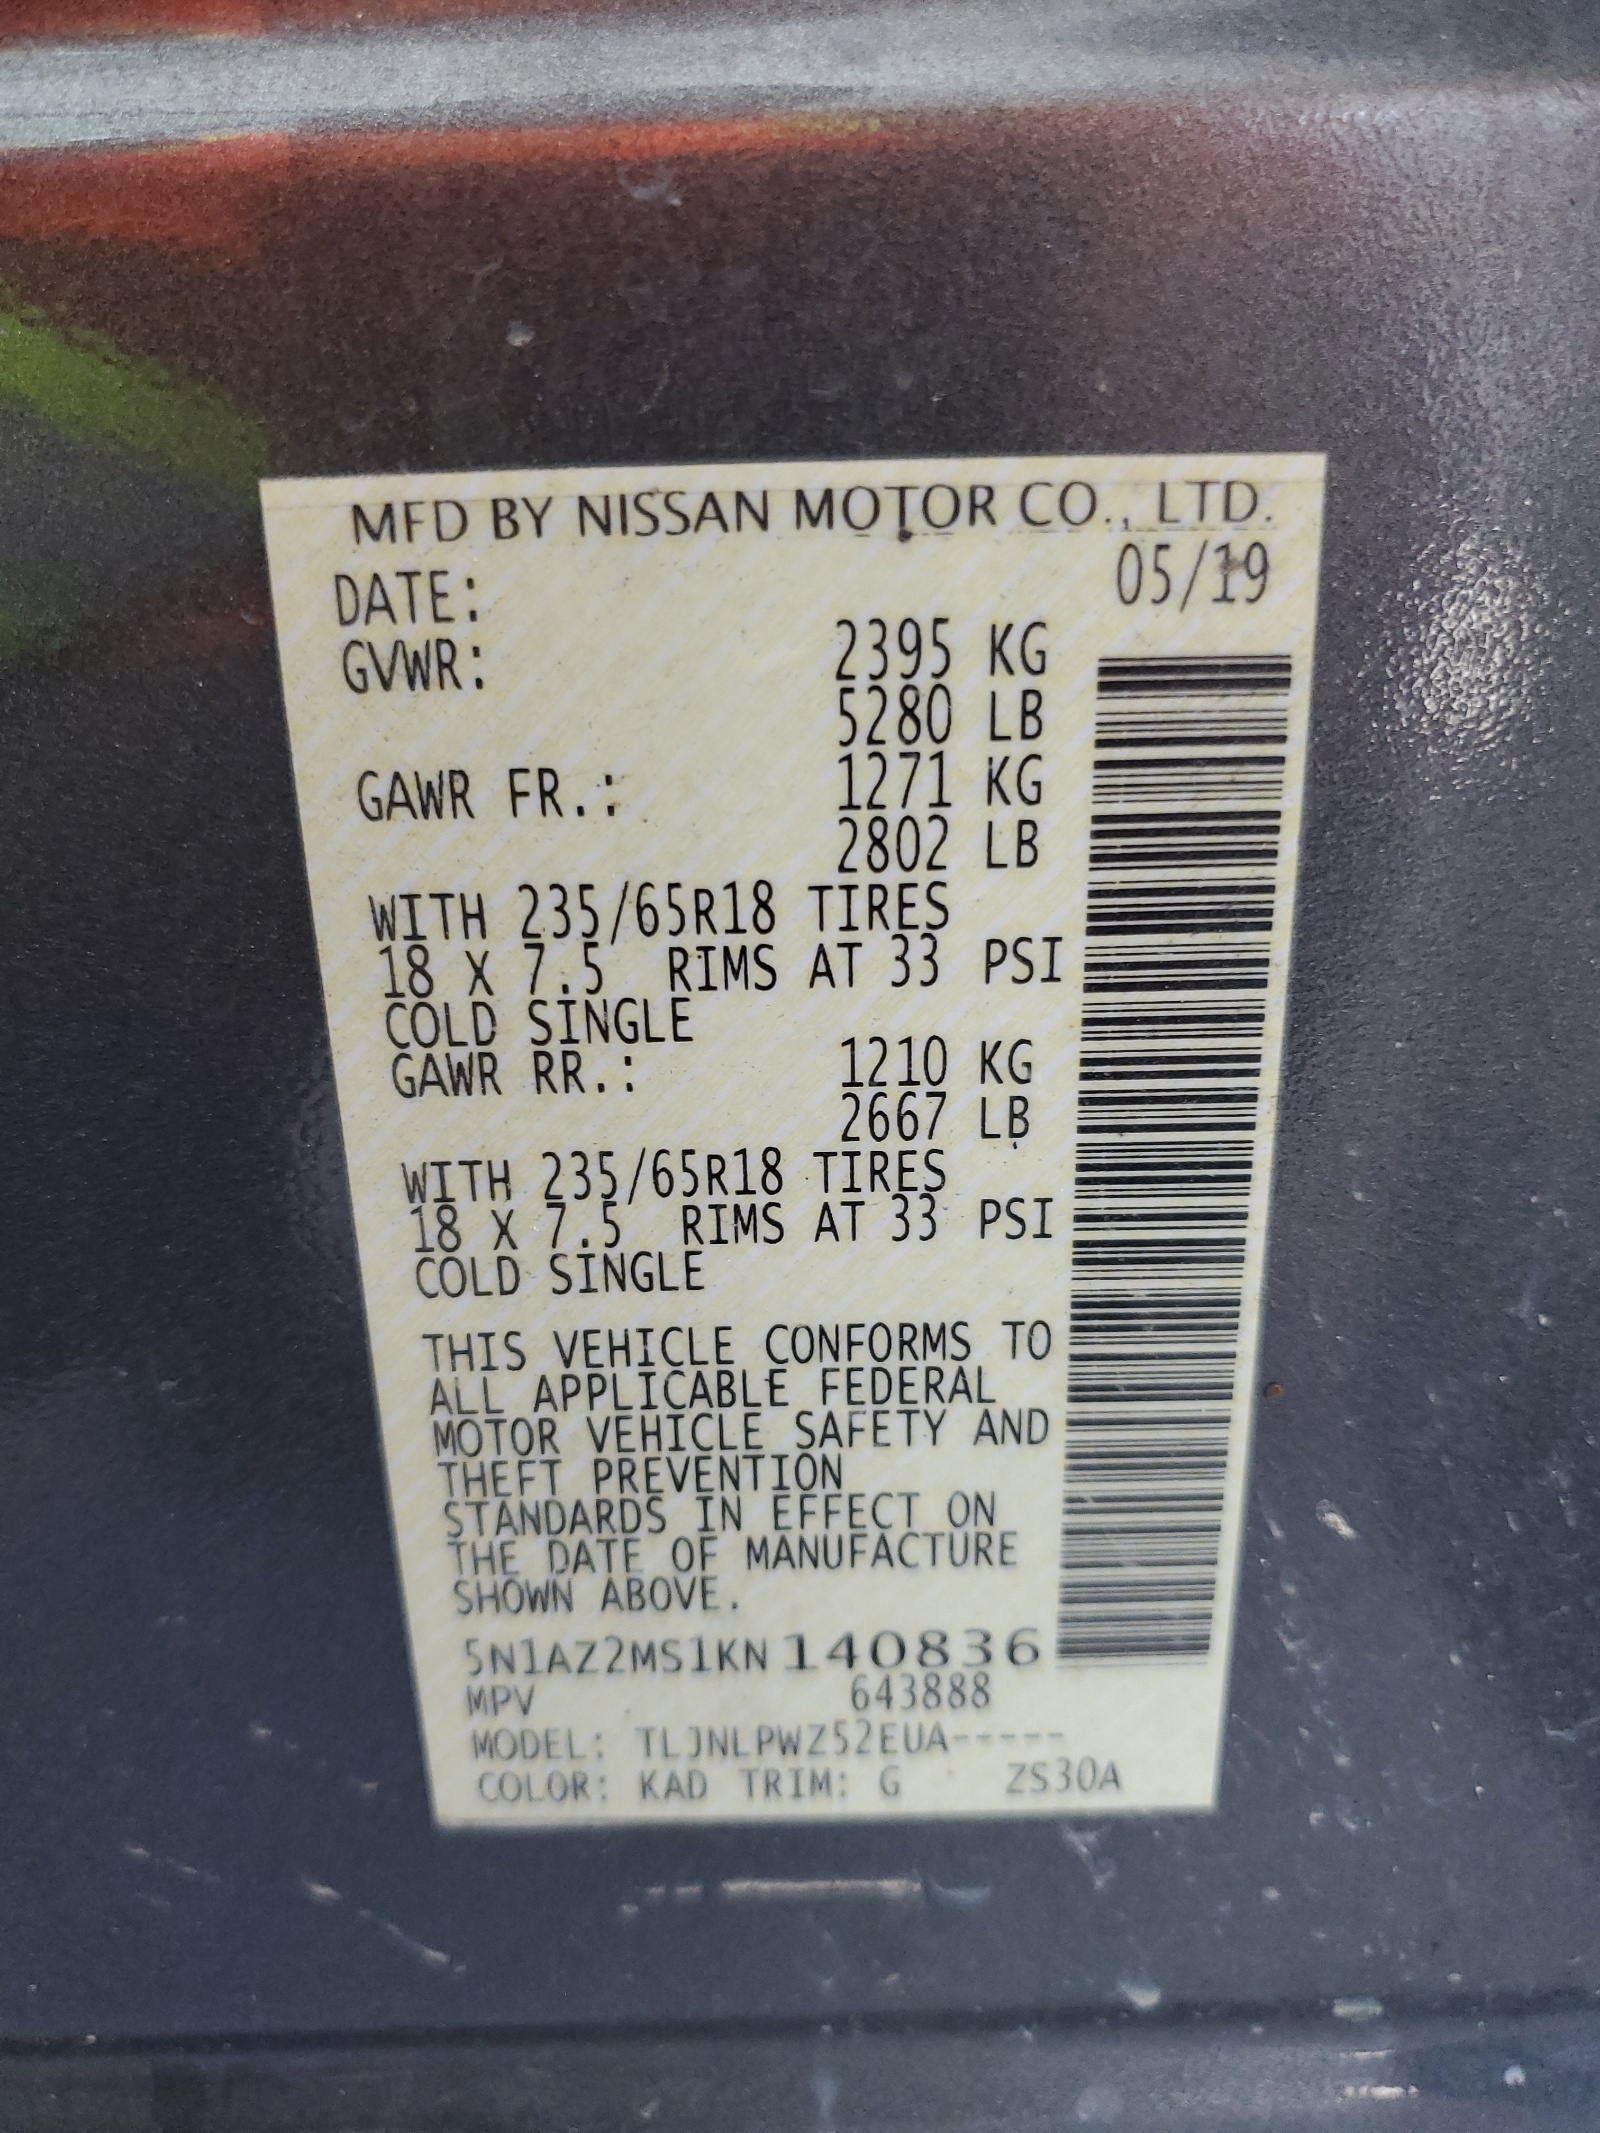 MFD BY NISSAN MOTOR CO., LTD.
DATE: 05/19
GVWR: 2395 KG
5280 LB
GAWR FR.: 1271 KG
2802 LB
WITH 235/65R18 TIRES
18 X 7.5 RIMS AT 33 PSI
COLD SINGLE
GAWR RR.: 1210 KG
2667 LB
WITH 235/65R18 TIRES
18 X 7.5 RIMS AT 33 PSI
COLD SINGLE
THIS VEHICLE CONFORMS TO
ALL APPLICABLE FEDERAL
MOTOR VEHICLE SAFETY AND
THEFT PREVENTION
STANDARDS IN EFFECT ON
THE DATE OF MANUFACTURE
SHOWN ABOVE.
5N1AZ2MS1KN140836
MPV 643888
MODEL: TLJNLPWZ52EUA-----
COLOR: KAD TRIM: G ZS30A